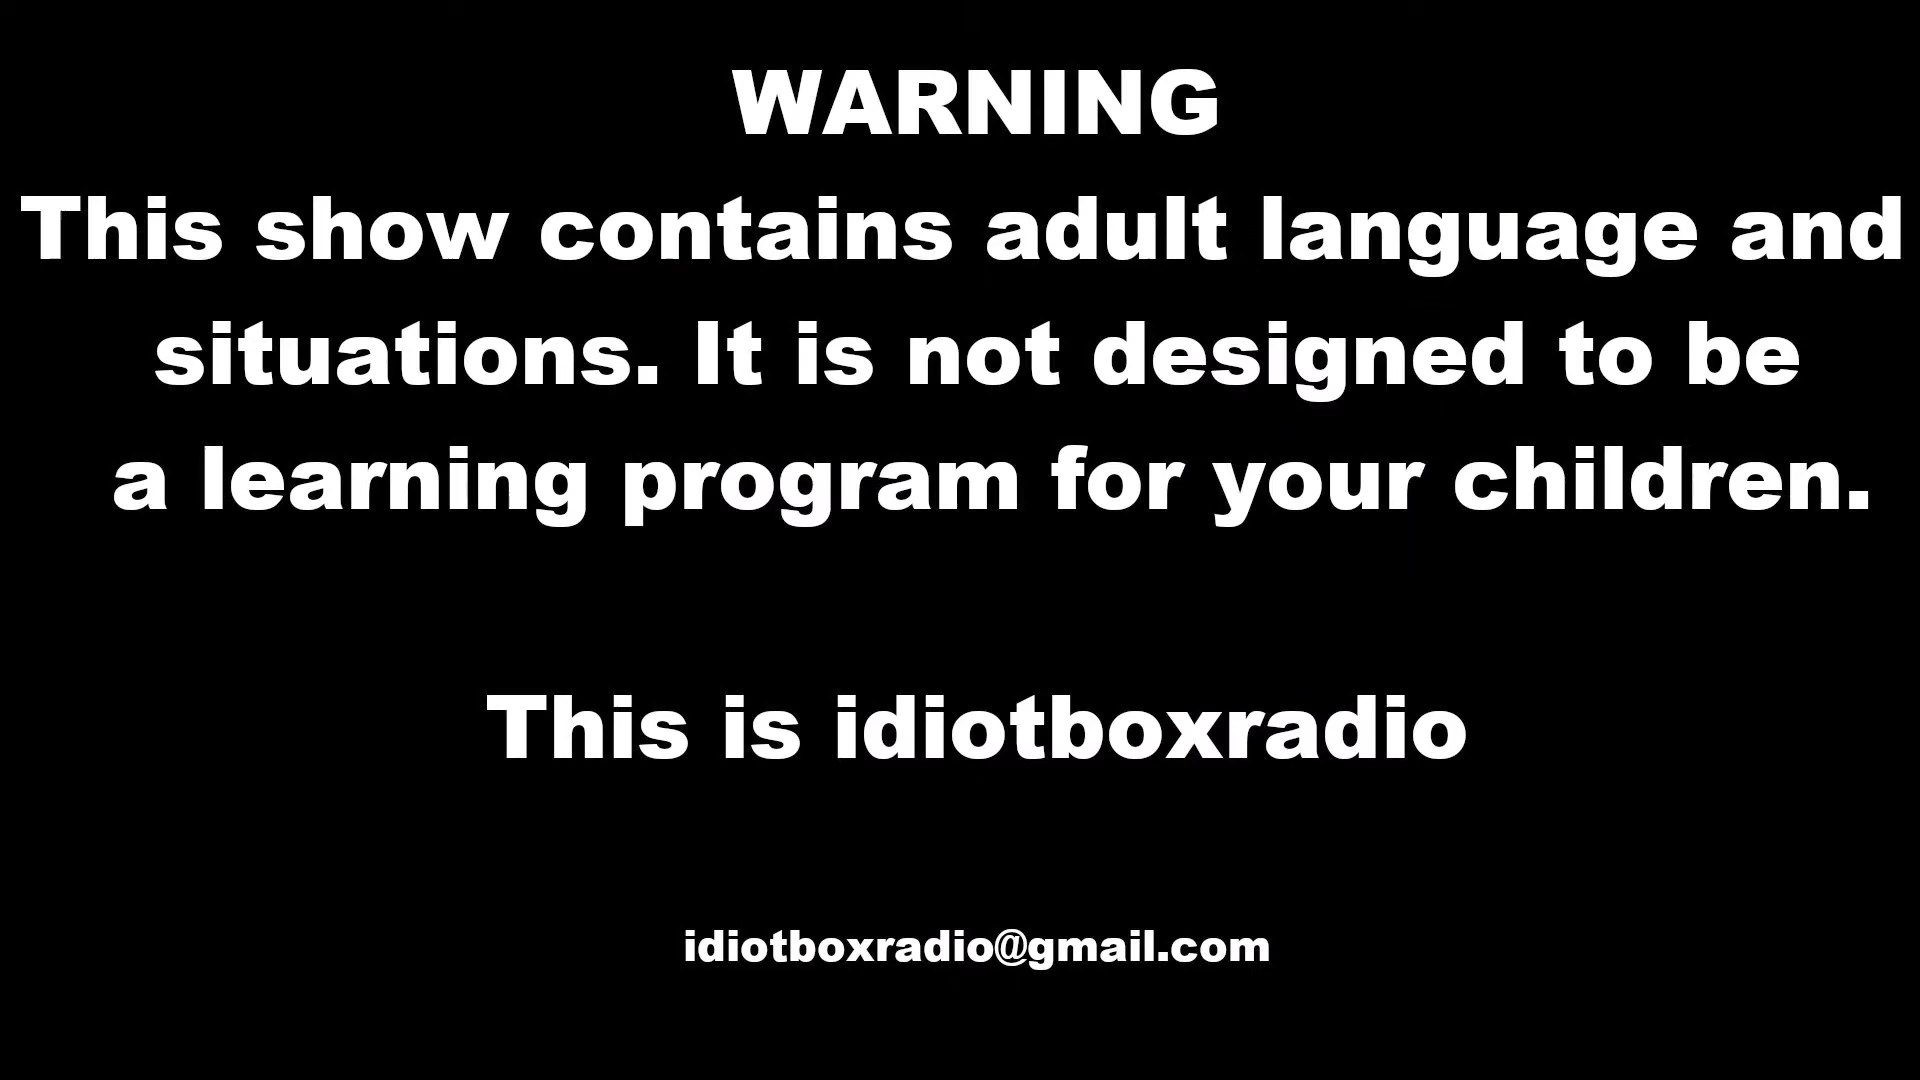 WARNING
This show contains adult language and
situations. It is not designed to be
a learning program for your children.
This is idiotboxradio
idiotboxradio@gmail.com